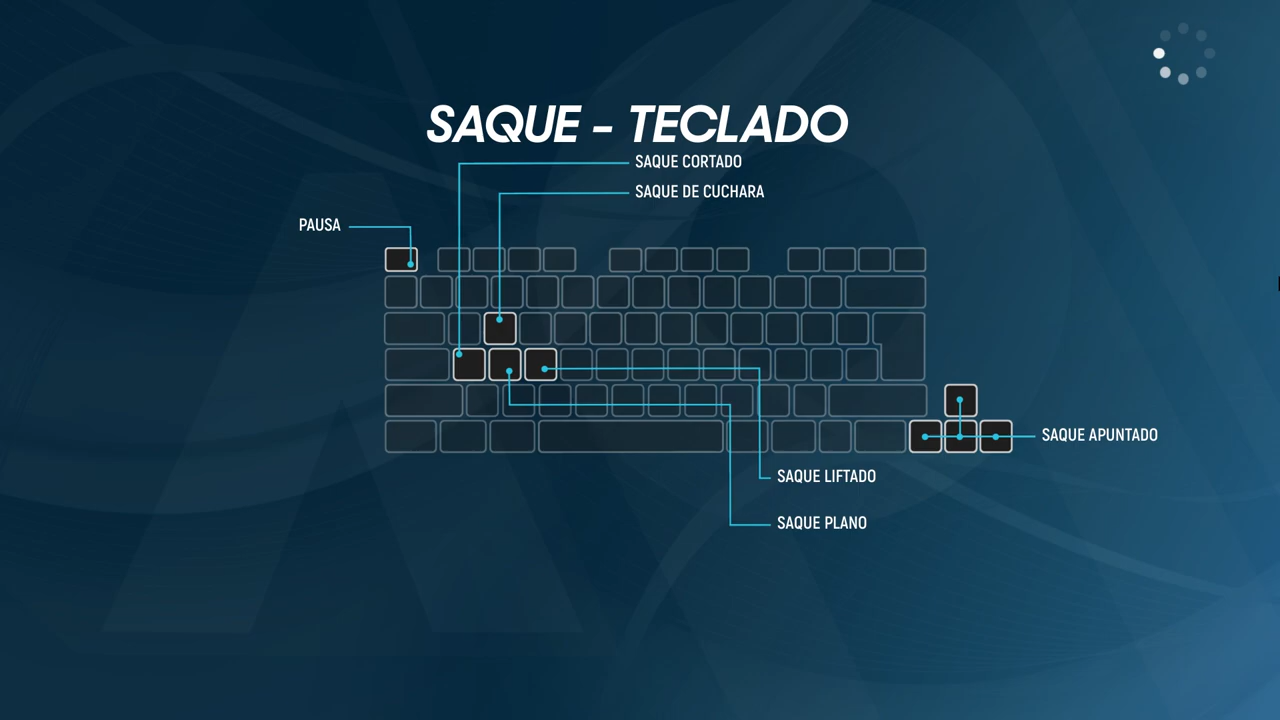 SAQUE – TECLADO
SAQUE CORTADO
SAQUE DE CUCHARA
PAUSA
SAQUE APUNTADO
SAQUE LIFTADO
SAQUE PLANO